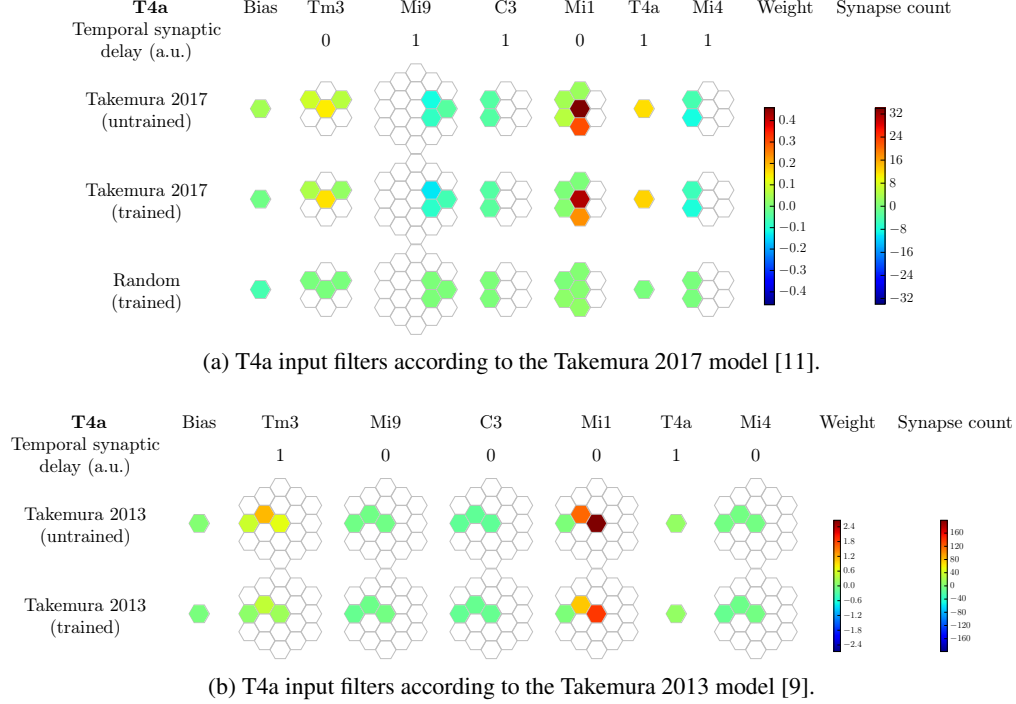 T4a Bias Tm3 Mi9 C3 Mi1 T4a Mi4 Weight Synapse count
Temporal synaptic
delay (a.u.) 0 1 1 0 1 1
Takemura 2017
(untrained)
Takemura 2017
(trained)
Random
(trained)
0.4
0.3
0.2
0.1
0.0
−0.1
−0.2
−0.3
−0.4
32
24
16
8
0
−8
−16
−24
−32
(a) T4a input filters according to the Takemura 2017 model [11].
T4a Bias Tm3 Mi9 C3 Mi1 T4a Mi4 Weight Synapse count
Temporal synaptic
delay (a.u.) 1 0 0 0 1 0
Takemura 2013
(untrained)
Takemura 2013
(trained)
2.4
1.8
1.2
0.6
0.0
−0.6
−1.2
−1.8
−2.4
160
120
80
40
0
−40
−80
−120
−160
(b) T4a input filters according to the Takemura 2013 model [9].